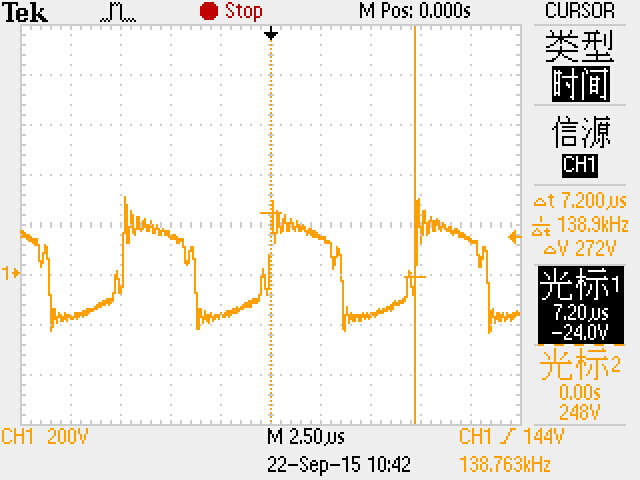 Tek Stop M Pos: 0.000s CURSOR
类型
时间
信源
CH1
Δt 7.200µs
1/Δt 138.9kHz
ΔV 272V
1
光标1
7.20µs
-24.0V
光标2
0.00s
248V
CH1 200V M 2.50µs CH1 144V
22-Sep-15 10:42 138.763kHz